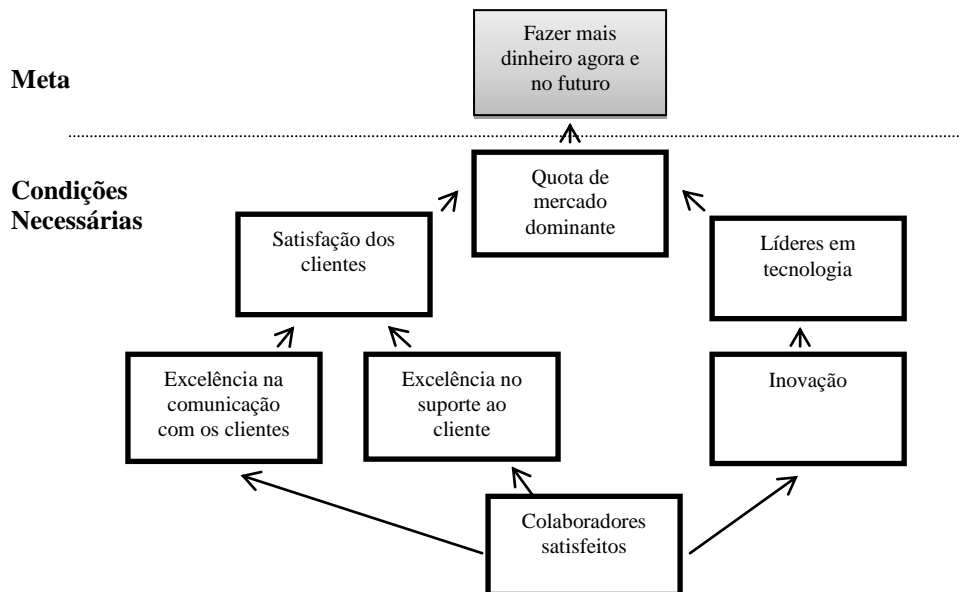 Fazer mais
dinheiro agora e
no futuro
Meta
Condições
Necessárias
Quota de
mercado
dominante
Satisfação dos
clientes
Líderes em
tecnologia
Excelência na
comunicação
com os clientes
Excelência no
suporte ao
cliente
Inovação
Colaboradores
satisfeitos